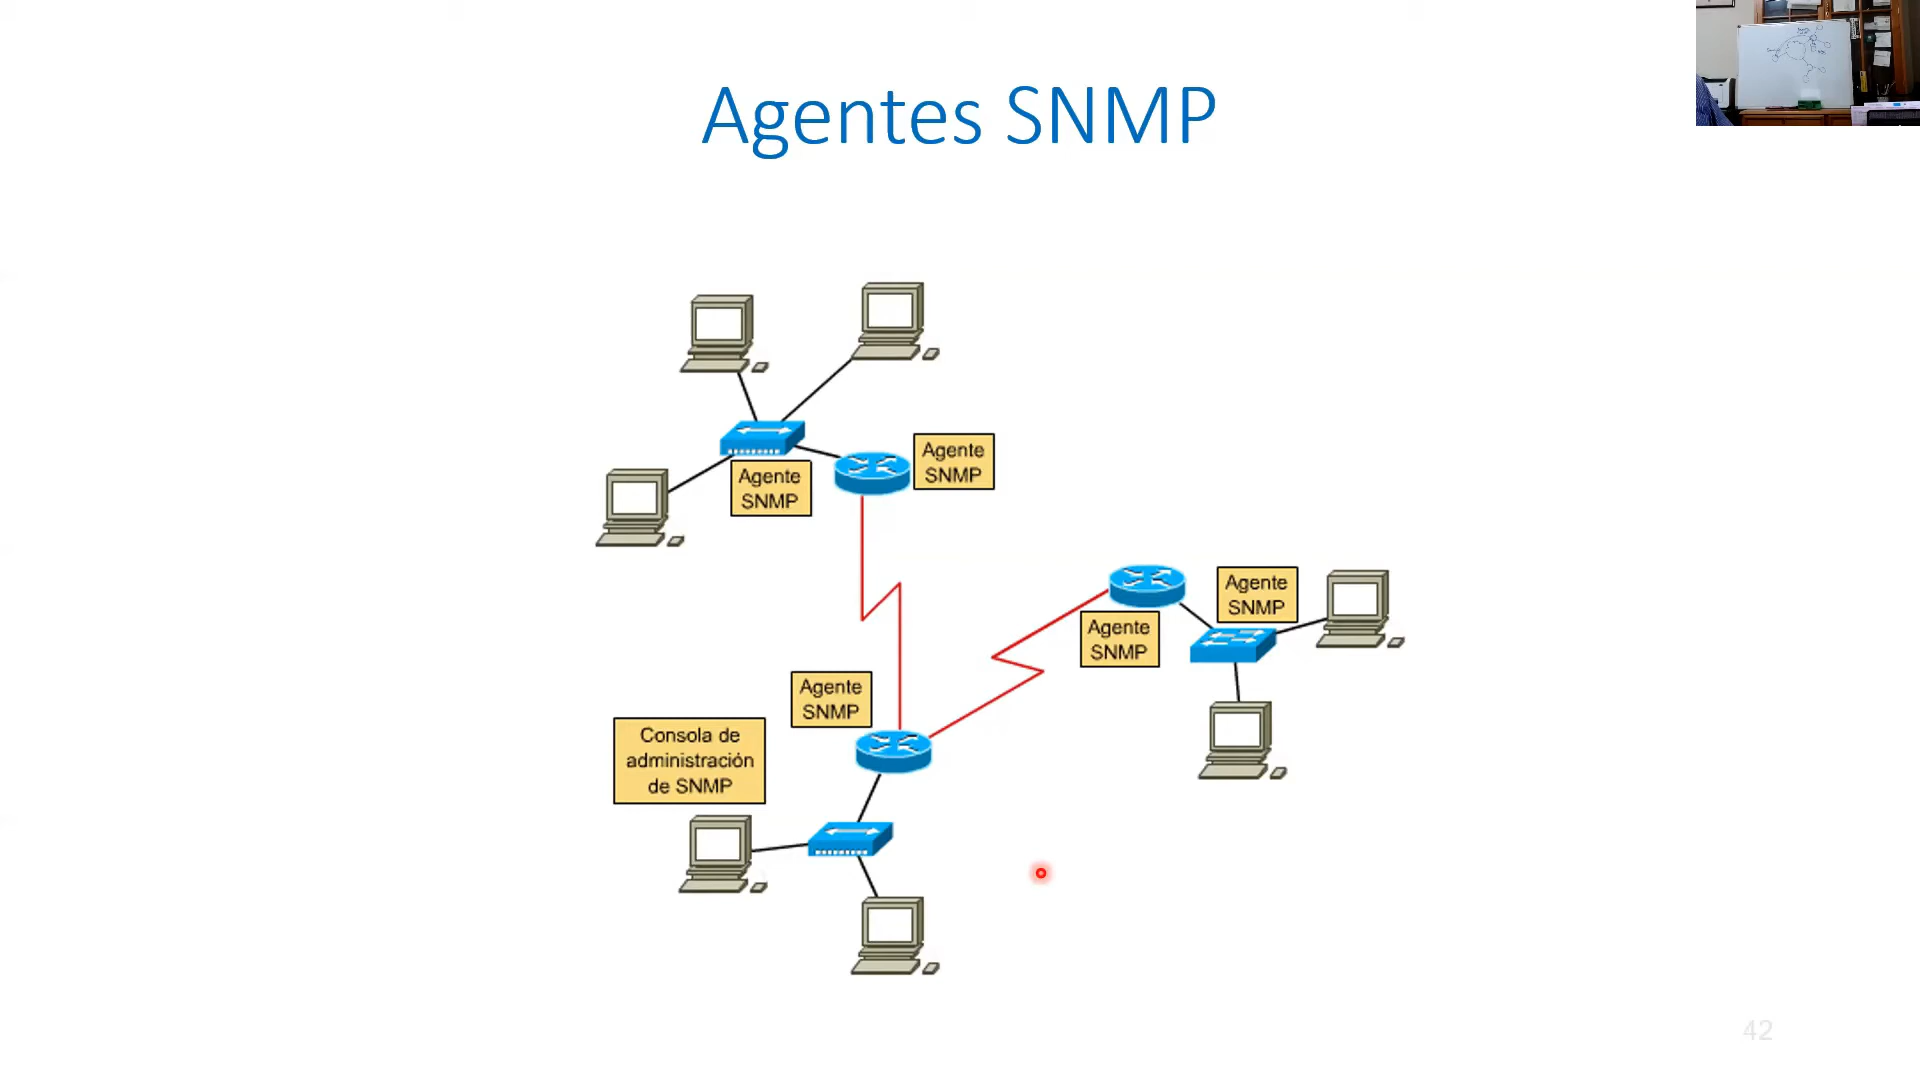 Agentes SNMP
Agente
SNMP
Agente
SNMP
Agente
SNMP
Agente
SNMP
Agente
SNMP
Consola de
administración
de SNMP
42